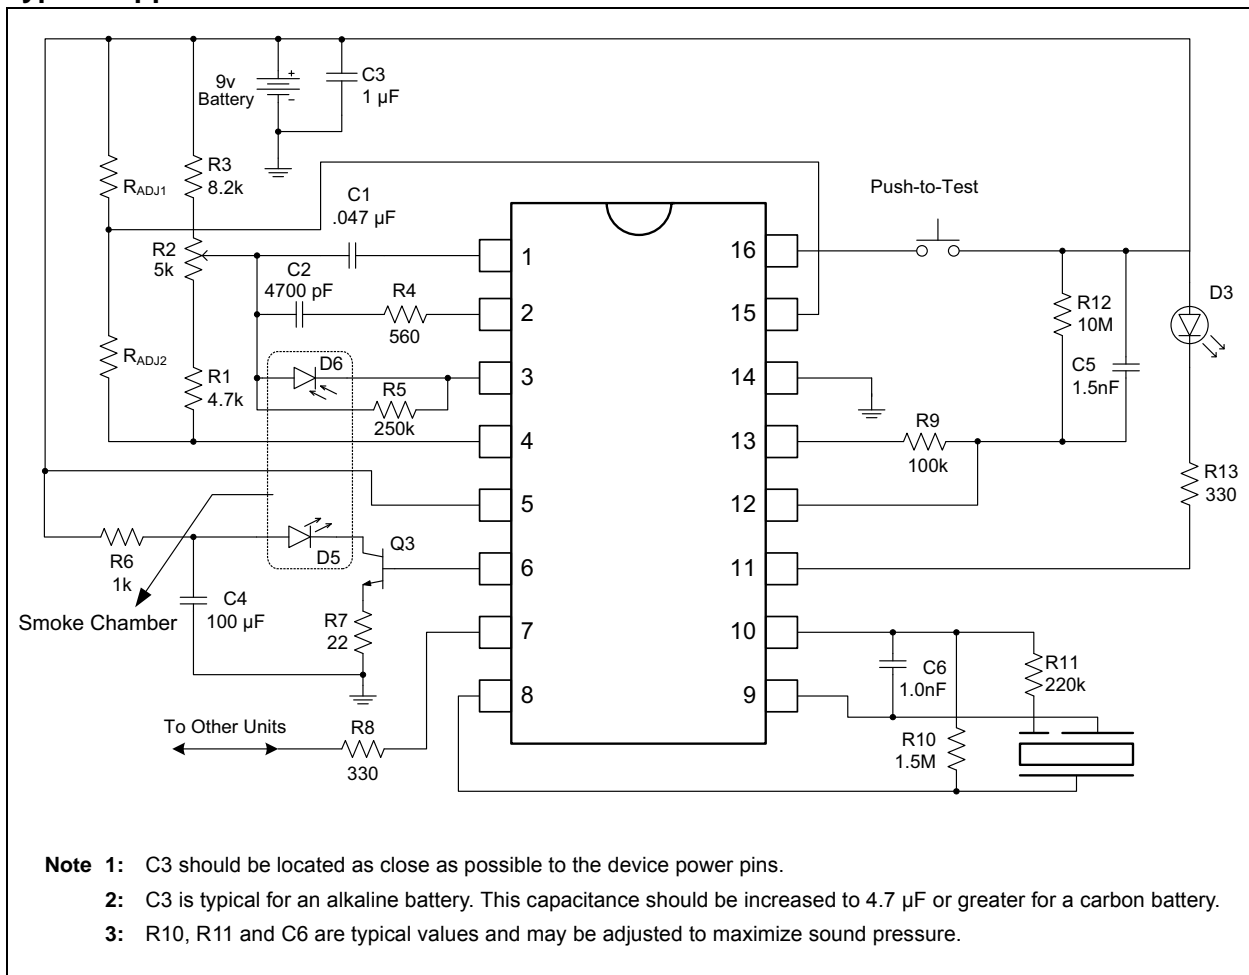 9v
Battery
C3
1 µF
R3
8.2k
RADJ1
C1
.047 µF
Push-to-Test
R2
5k
C2
4700 pF
R4
560
1
16
2
15
R12
10M
D3
RADJ2
D6
3
14
C5
1.5nF
R1
4.7k
R5
250k
4
13
R9
100k
R13
330
5
12
R6
1k
D5
Q3
6
11
C4
100 µF
Smoke Chamber
R7
22
7
10
C6
1.0nF
R11
220k
8
9
To Other Units
R8
330
R10
1.5M
Note 1: C3 should be located as close as possible to the device power pins.
2: C3 is typical for an alkaline battery. This capacitance should be increased to 4.7 µF or greater for a carbon battery.
3: R10, R11 and C6 are typical values and may be adjusted to maximize sound pressure.